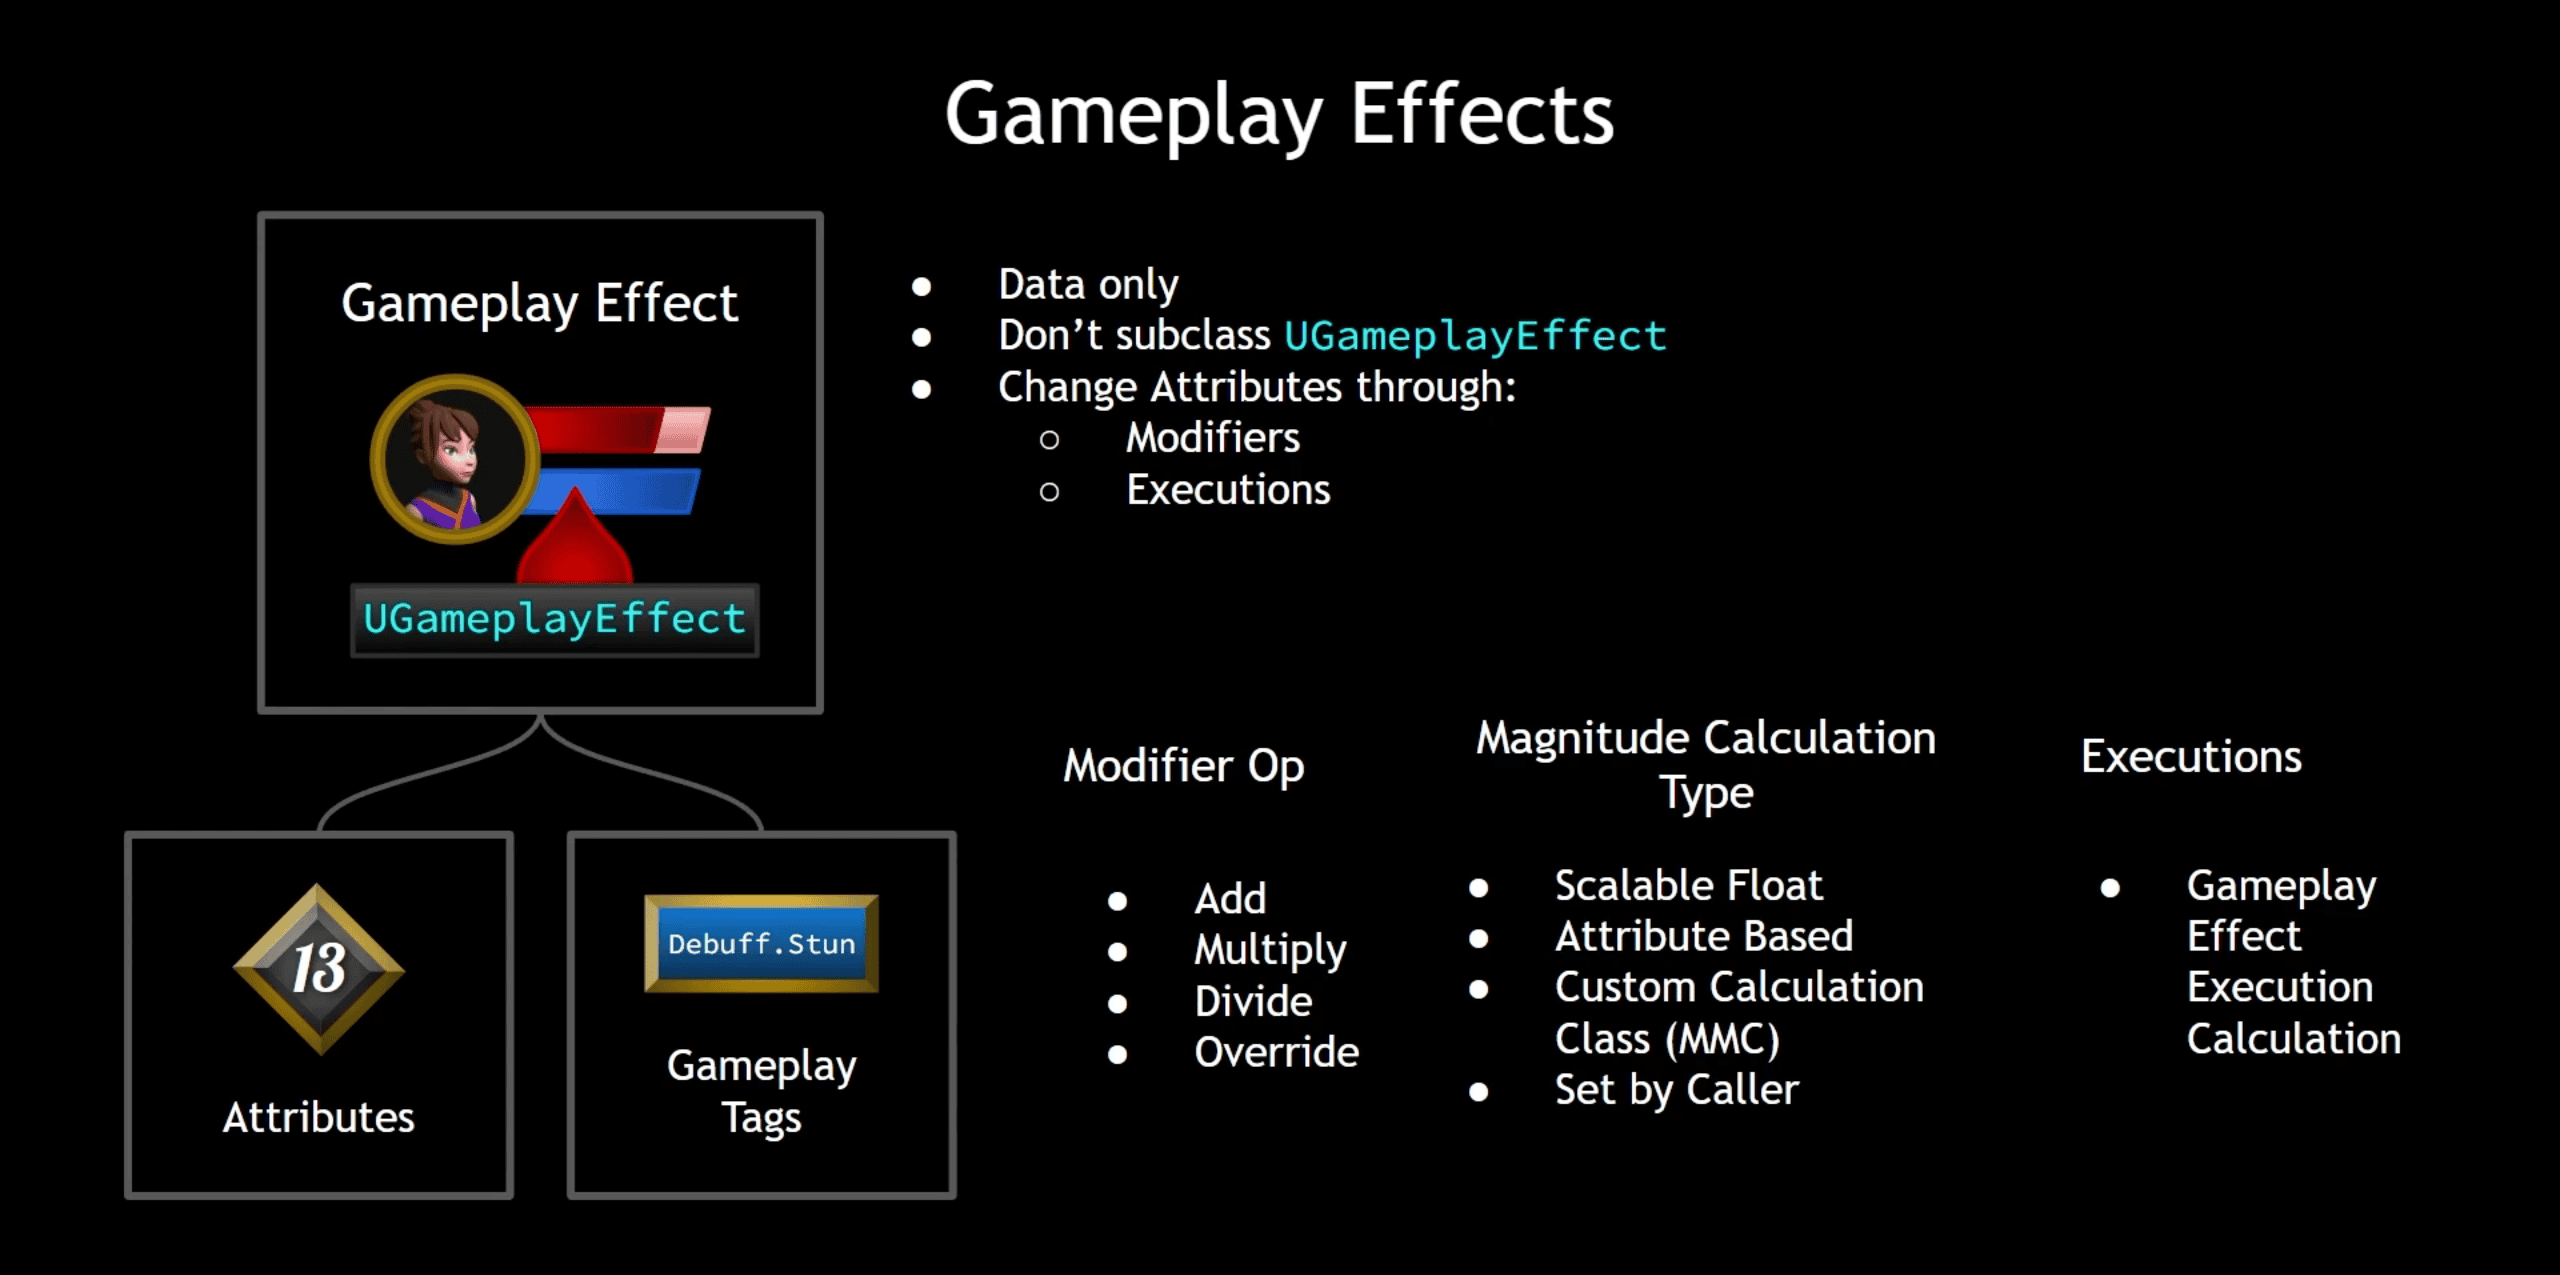 Gameplay Effects
Gameplay Effect
UGameplayEffect
Attributes
13
Debuff.Stun
Gameplay
Tags
● Data only
● Don’t subclass UGameplayEffect
● Change Attributes through:
○ Modifiers
○ Executions
Modifier Op
● Add
● Multiply
● Divide
● Override
Magnitude Calculation
Type
● Scalable Float
● Attribute Based
● Custom Calculation
Class (MMC)
● Set by Caller
Executions
● Gameplay
Effect
Execution
Calculation